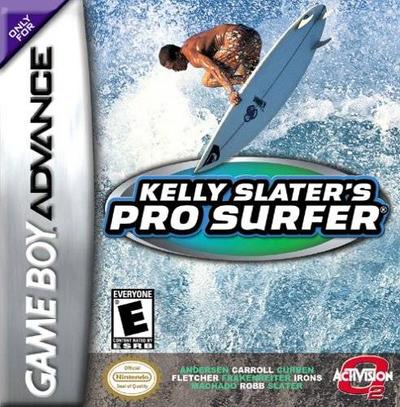 ONLY
FOR
GAME BOY ADVANCE
KELLY SLATER'S
PRO SURFER®
EVERYONE
E
CONTENT RATED BY
ESRB
Official
Nintendo
Seal of Quality
ANDERSEN CARROLL CURREN
FLETCHER FRANKENREITER IRONS
MACHADO ROBB SLATER
ACTIVISION
O2